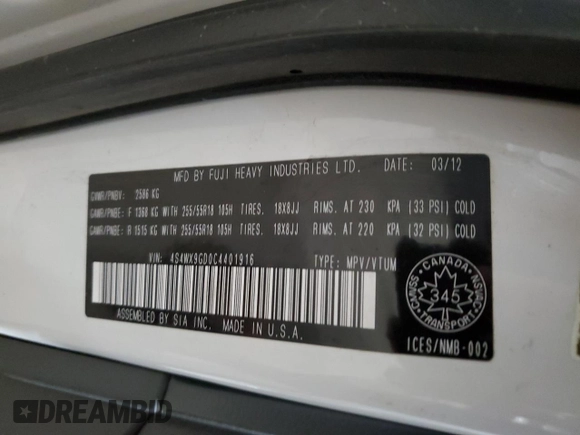 MFD BY FUJI HEAVY INDUSTRIES LTD. DATE: 03/12
GVWR/PNBV: 2586 KG
GAWR/PNBE: F 1360 KG WITH 255/55R18 105H TIRES. 18X8JJ RIMS. AT 230 KPA (33 PSI) COLD
GAWR/PNBE: R 1515 KG WITH 255/55R18 105H TIRES. 18X8JJ RIMS. AT 220 KPA (32 PSI) COLD
VIN: 4S4WX9GD0C4401916 TYPE: MPV/VTUM
ASSEMBLED BY SIA INC. MADE IN U.S.A.
CANADA
CMVSS NSVAC
345
TRANSPORT
ICES/NMB-002
DREAMBID